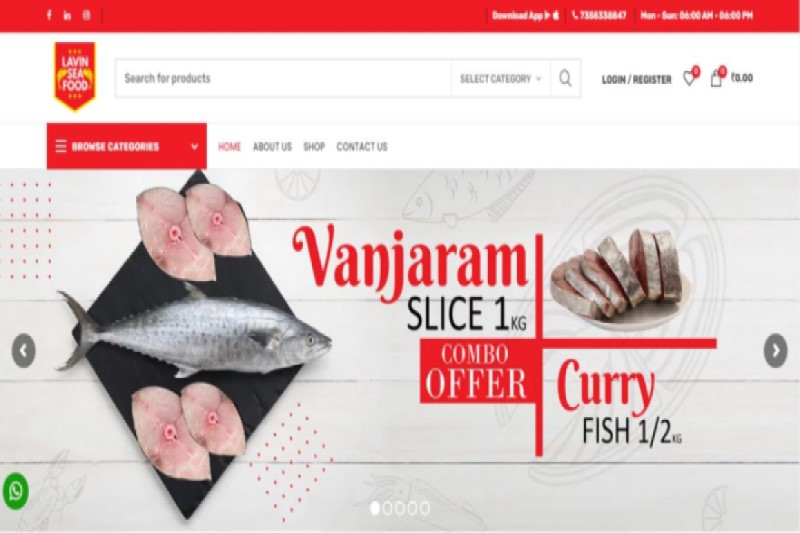 Download App
7358338847
Mon - Sun: 06:00 AM - 06:00 PM
LAVIN
SEA
FOOD
Search for products
SELECT CATEGORY
LOGIN / REGISTER
0
0
₹0.00
BROWSE CATEGORIES
HOME
ABOUT US
SHOP
CONTACT US
Vanjaram
SLICE 1KG
COMBO
OFFER
Curry
FISH 1/2KG